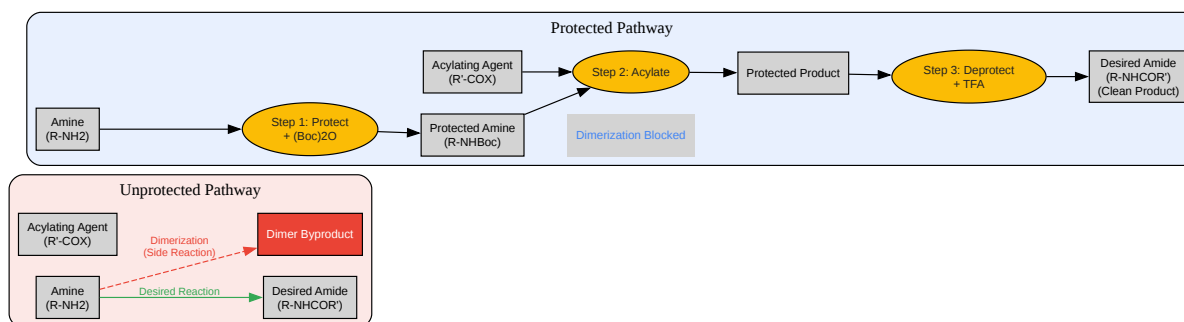 Protected Pathway
Acylating Agent
(R'-COX)
Step 2: Acylate
Protected Product
Step 3: Deprotect
+ TFA
Desired Amide
(R-NHCOR')
(Clean Product)
Amine
(R-NH2)
Step 1: Protect
+ (Boc)2O
Protected Amine
(R-NHBoc)
Dimerization Blocked
Unprotected Pathway
Acylating Agent
(R'-COX)
Dimerization
(Side Reaction)
Dimer Byproduct
Amine
(R-NH2)
Desired Reaction
Desired Amide
(R-NHCOR')